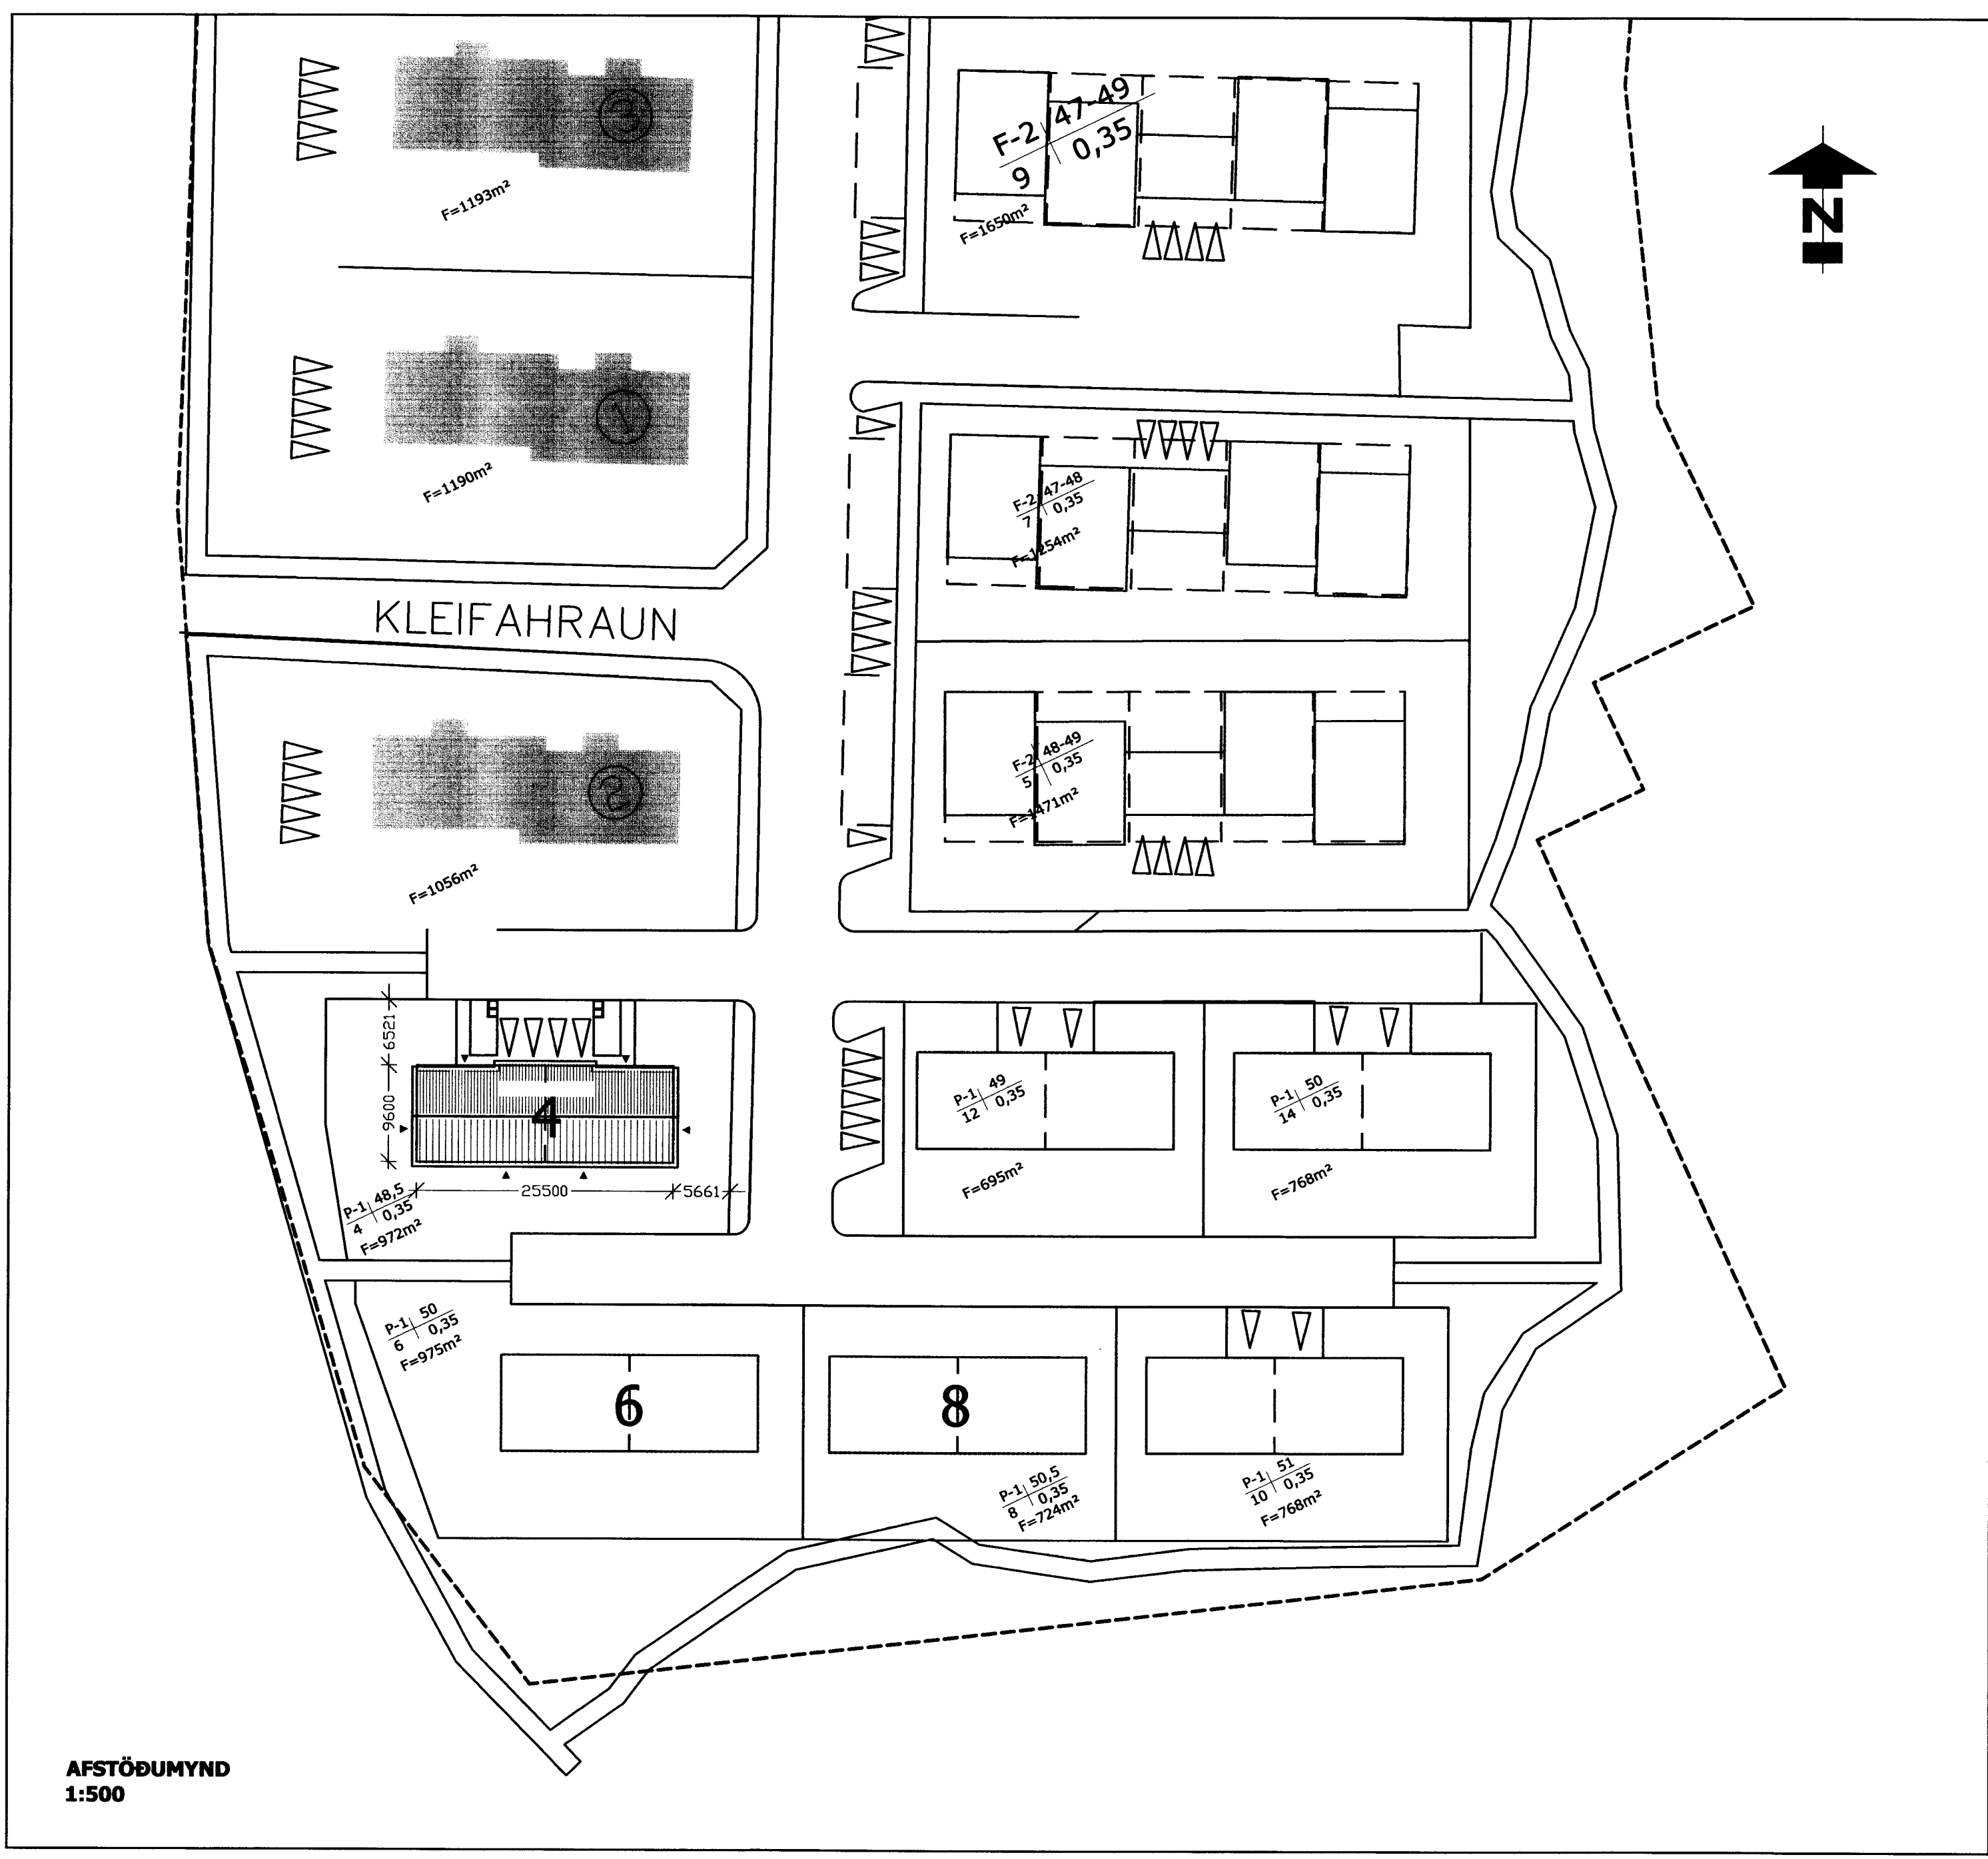 3
F=1193m²
F-2 47-49
9 0,35
F=1650m²
N
1
F=1190m²
F-2 47-48
7 0,35
F=1254m²
KLEIFAHRAUN
2
F=1056m²
F-2 48-49
5 0,35
F=1471m²
6521
9600
4
25500
5661
P-1 48,5
4 0,35
F=972m²
P-1 49
12 0,35
F=695m²
P-1 50
14 0,35
F=768m²
P-1 50
6 0,35
F=975m²
6
8
P-1 50,5
8 0,35
F=724m²
P-1 51
10 0,35
F=768m²
AFSTÖÐUMYND
1:500